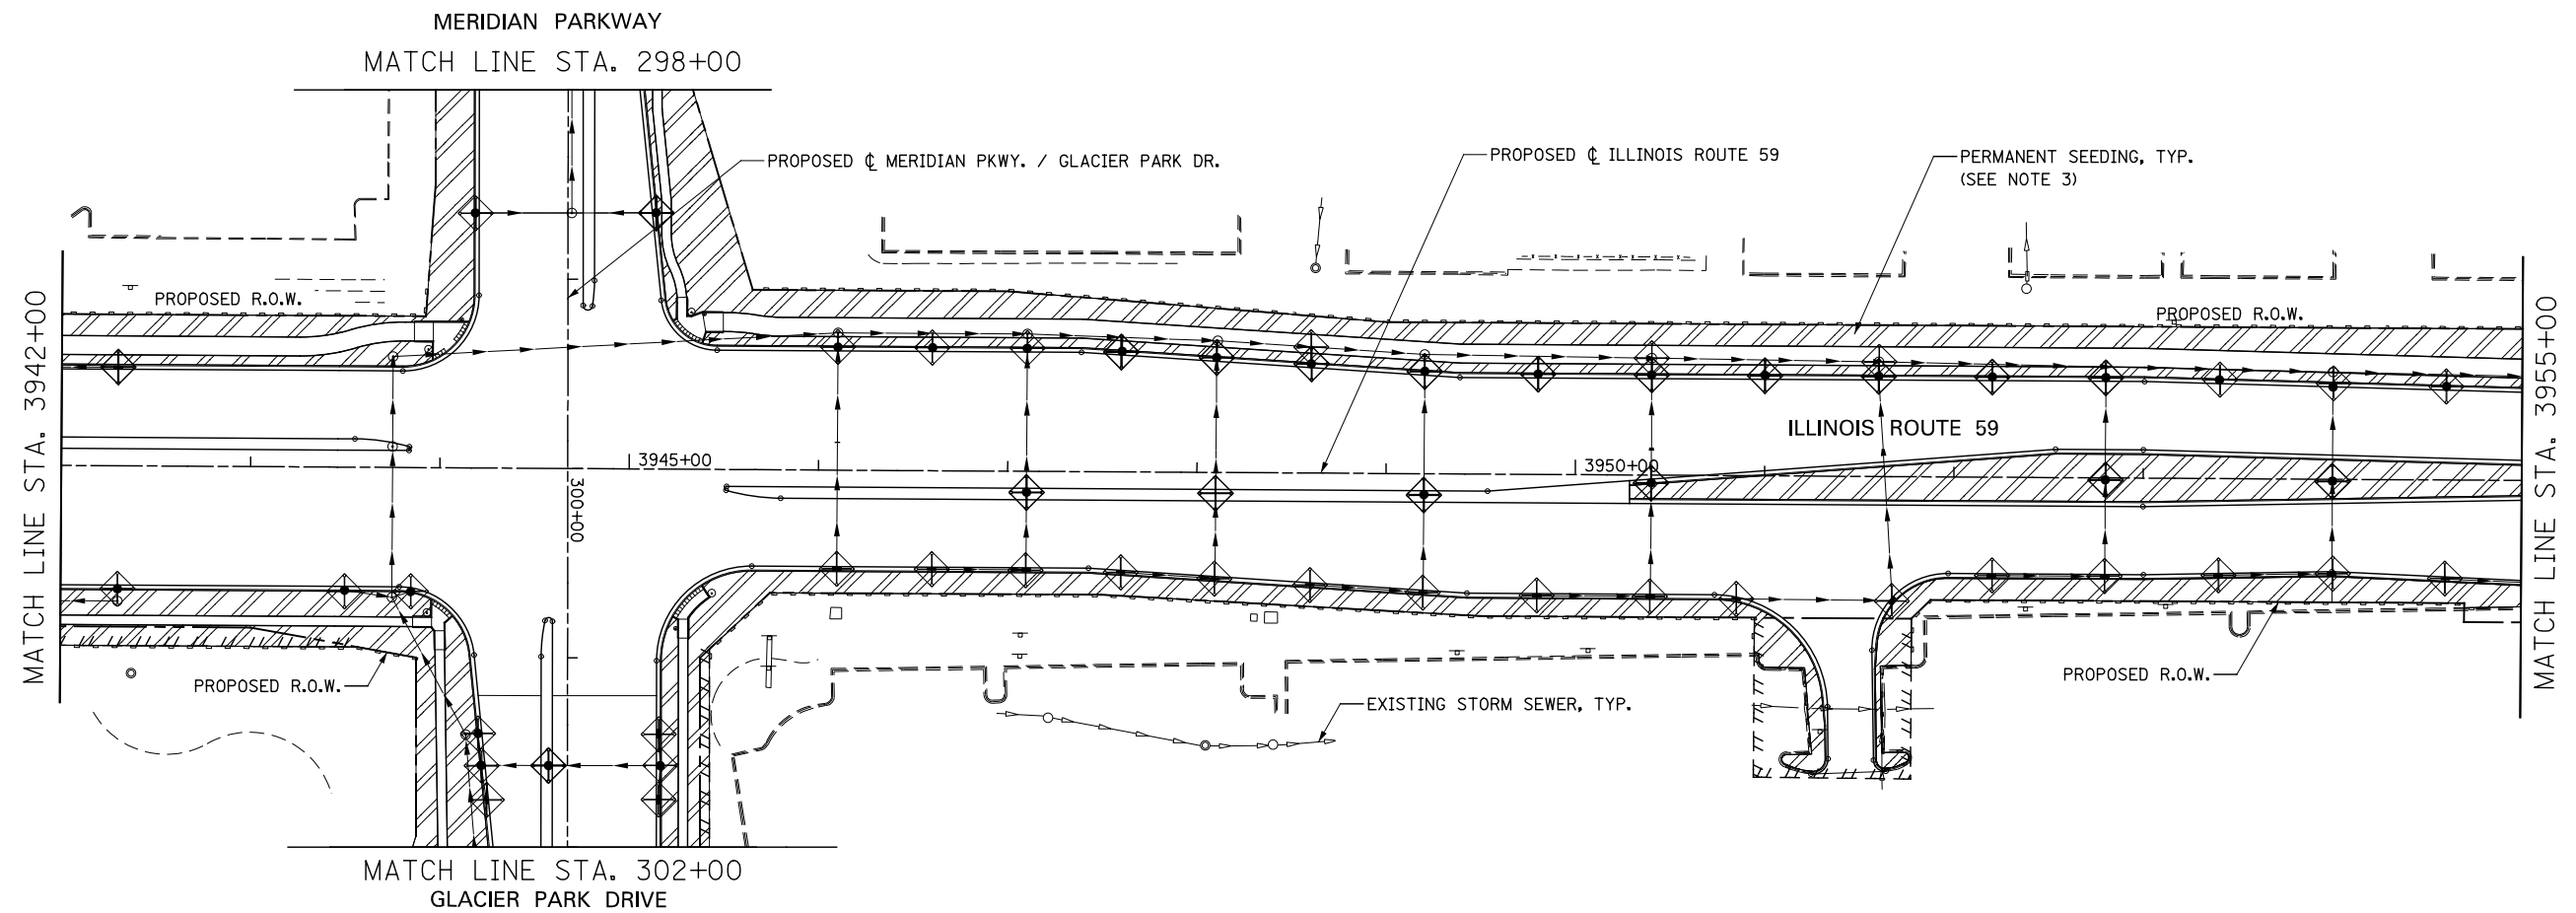 MERIDIAN PARKWAY
MATCH LINE STA. 298+00
PROPOSED ℄ MERIDIAN PKWY. / GLACIER PARK DR.
PROPOSED ℄ ILLINOIS ROUTE 59
PERMANENT SEEDING, TYP.
(SEE NOTE 3)
PROPOSED R.O.W.
PROPOSED R.O.W.
MATCH LINE STA. 3942+00
MATCH LINE STA. 3955+00
ILLINOIS ROUTE 59
3945+00
3950+00
300+00
PROPOSED R.O.W.
PROPOSED R.O.W.
EXISTING STORM SEWER, TYP.
MATCH LINE STA. 302+00
GLACIER PARK DRIVE